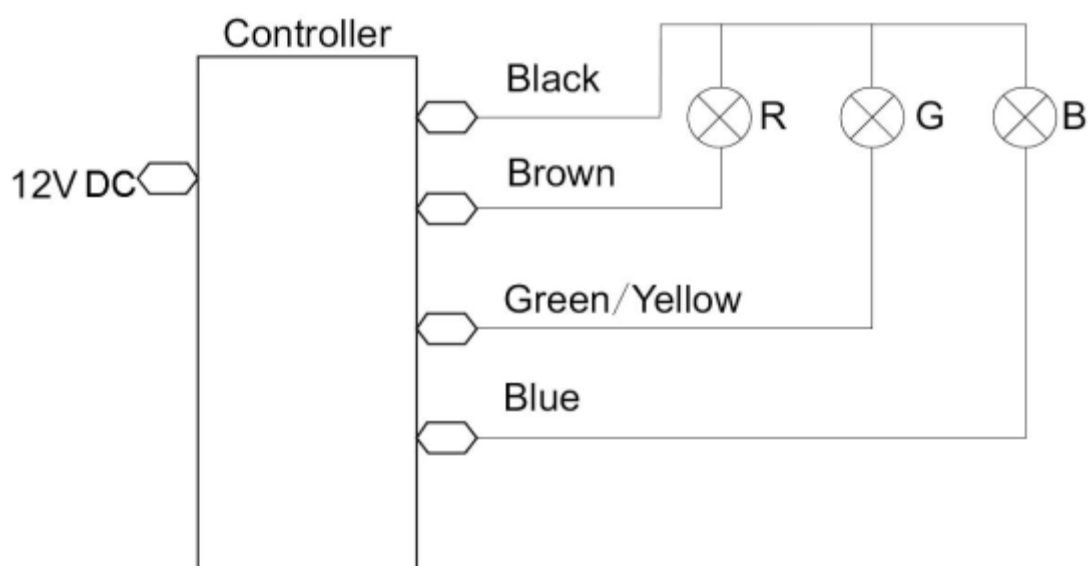 Controller
Black
R
G
B
12V DC
Brown
Green/Yellow
Blue